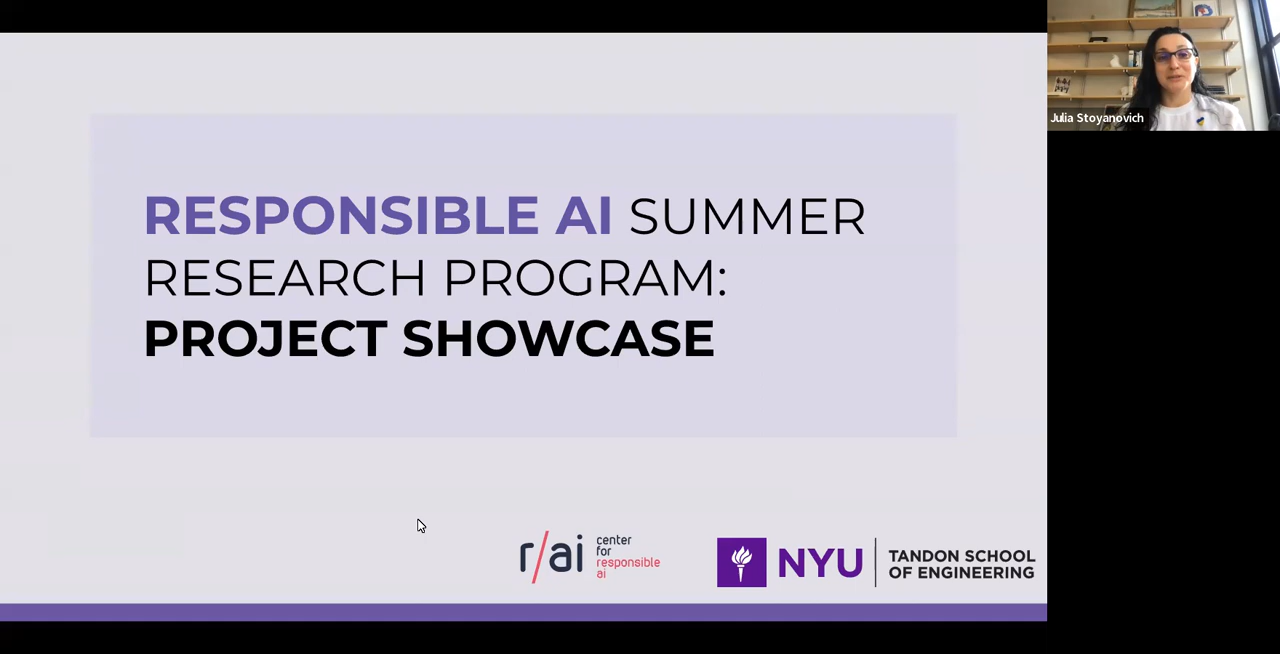 RESPONSIBLE AI SUMMER
RESEARCH PROGRAM:
PROJECT SHOWCASE
r/ai
center
for
responsible
ai
NYU
TANDON SCHOOL
OF ENGINEERING
Julia Stoyanovich